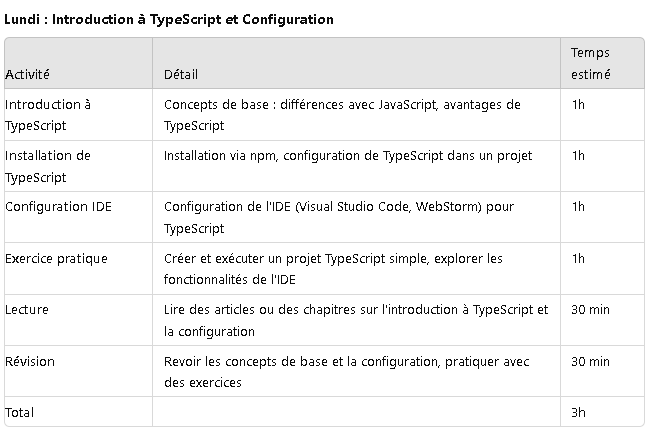 Lundi : Introduction à TypeScript et Configuration
Activité Détail Temps estimé
Introduction à TypeScript Concepts de base : différences avec JavaScript, avantages de TypeScript 1h
Installation de TypeScript Installation via npm, configuration de TypeScript dans un projet 1h
Configuration IDE Configuration de l'IDE (Visual Studio Code, WebStorm) pour TypeScript 1h
Exercice pratique Créer et exécuter un projet TypeScript simple, explorer les fonctionnalités de l'IDE 1h
Lecture Lire des articles ou des chapitres sur l'introduction à TypeScript et la configuration 30 min
Révision Revoir les concepts de base et la configuration, pratiquer avec des exercices 30 min
Total 3h